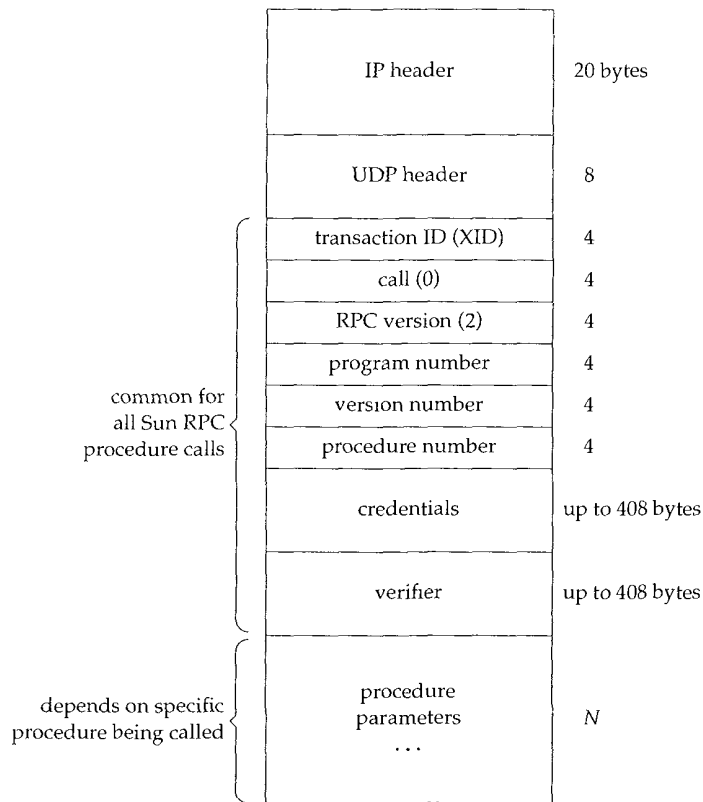 IP header
20 bytes
UDP header
8
transaction ID (XID)
4
call (0)
4
RPC version (2)
4
program number
4
version number
4
procedure number
4
common for
all Sun RPC
procedure calls
credentials
up to 408 bytes
verifier
up to 408 bytes
depends on specific
procedure being called
procedure
parameters
. . .
N